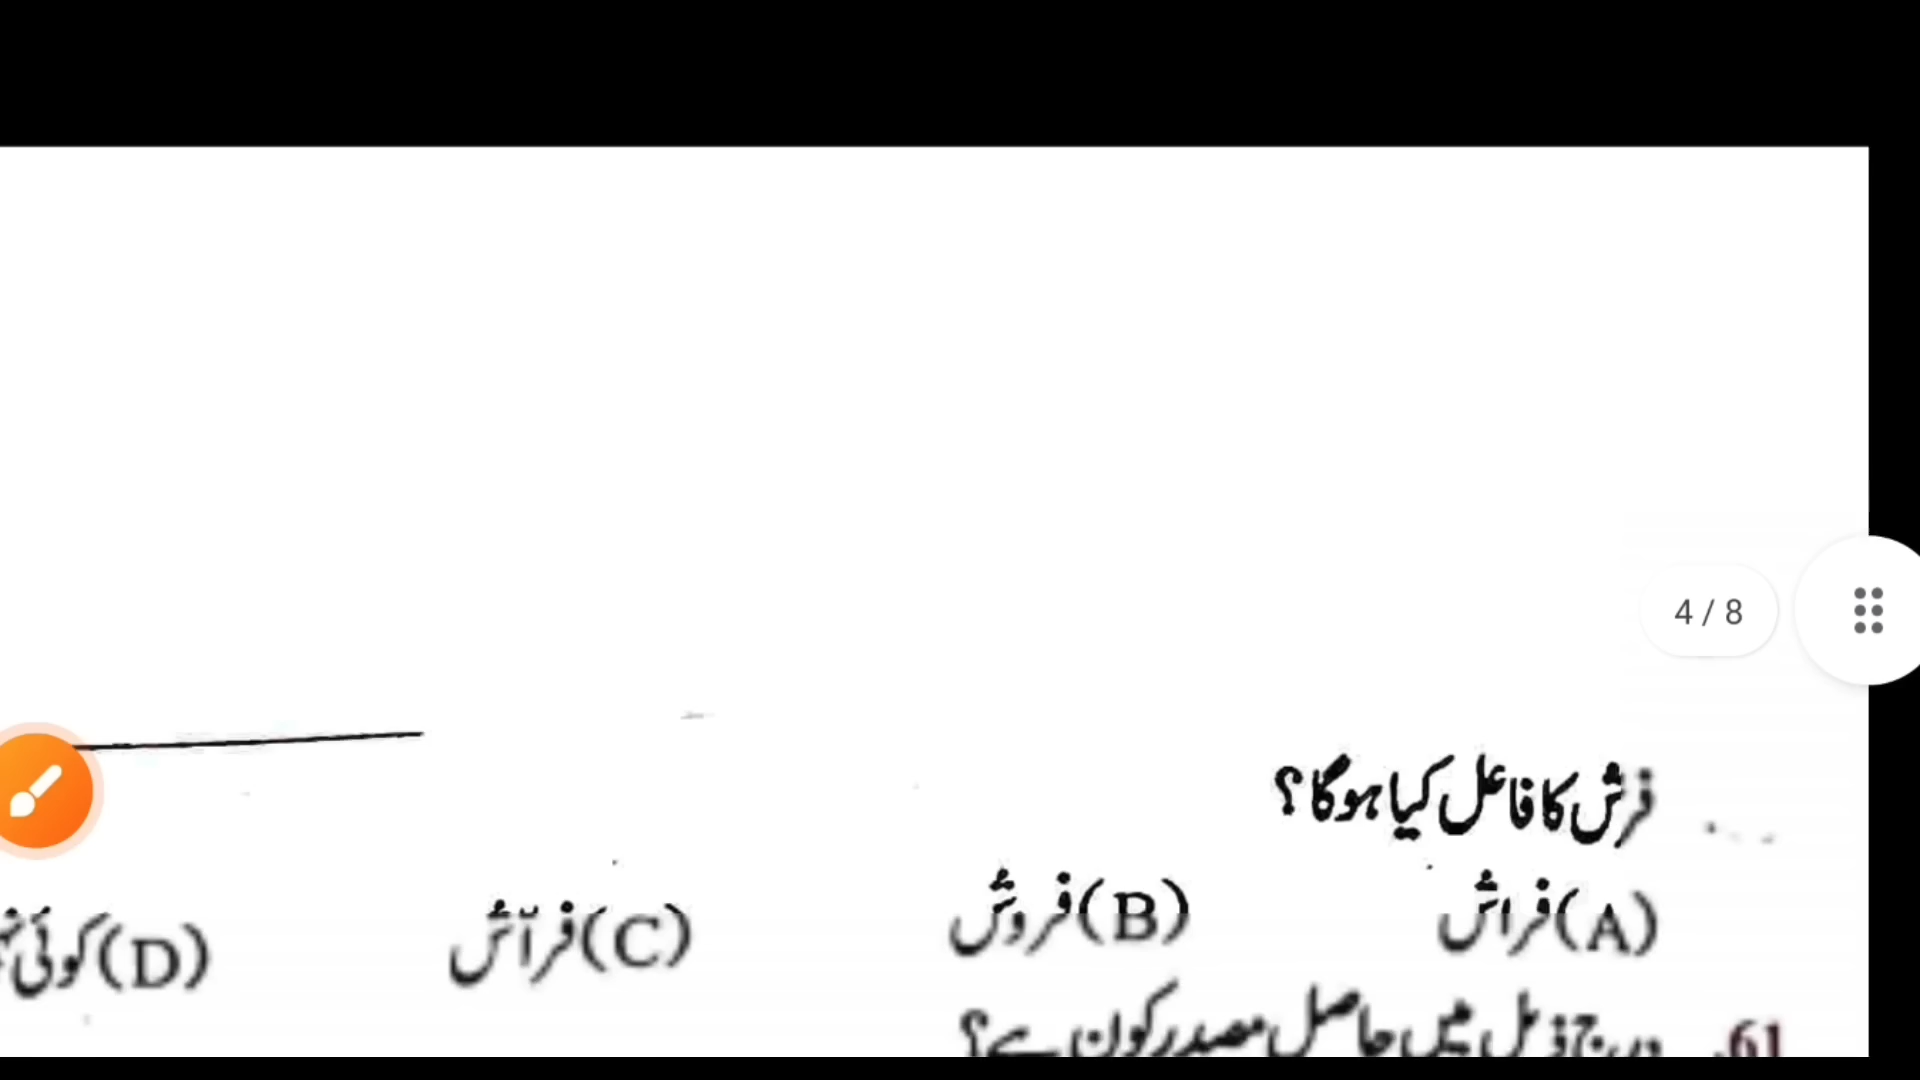 4 / 8
فرش کا فاعل کیا ہوگا؟
(A) فراش (B) فروش (C) فرآش (D) کوئی
61. درج ذیل میں حاصل مصدر کون ہے؟